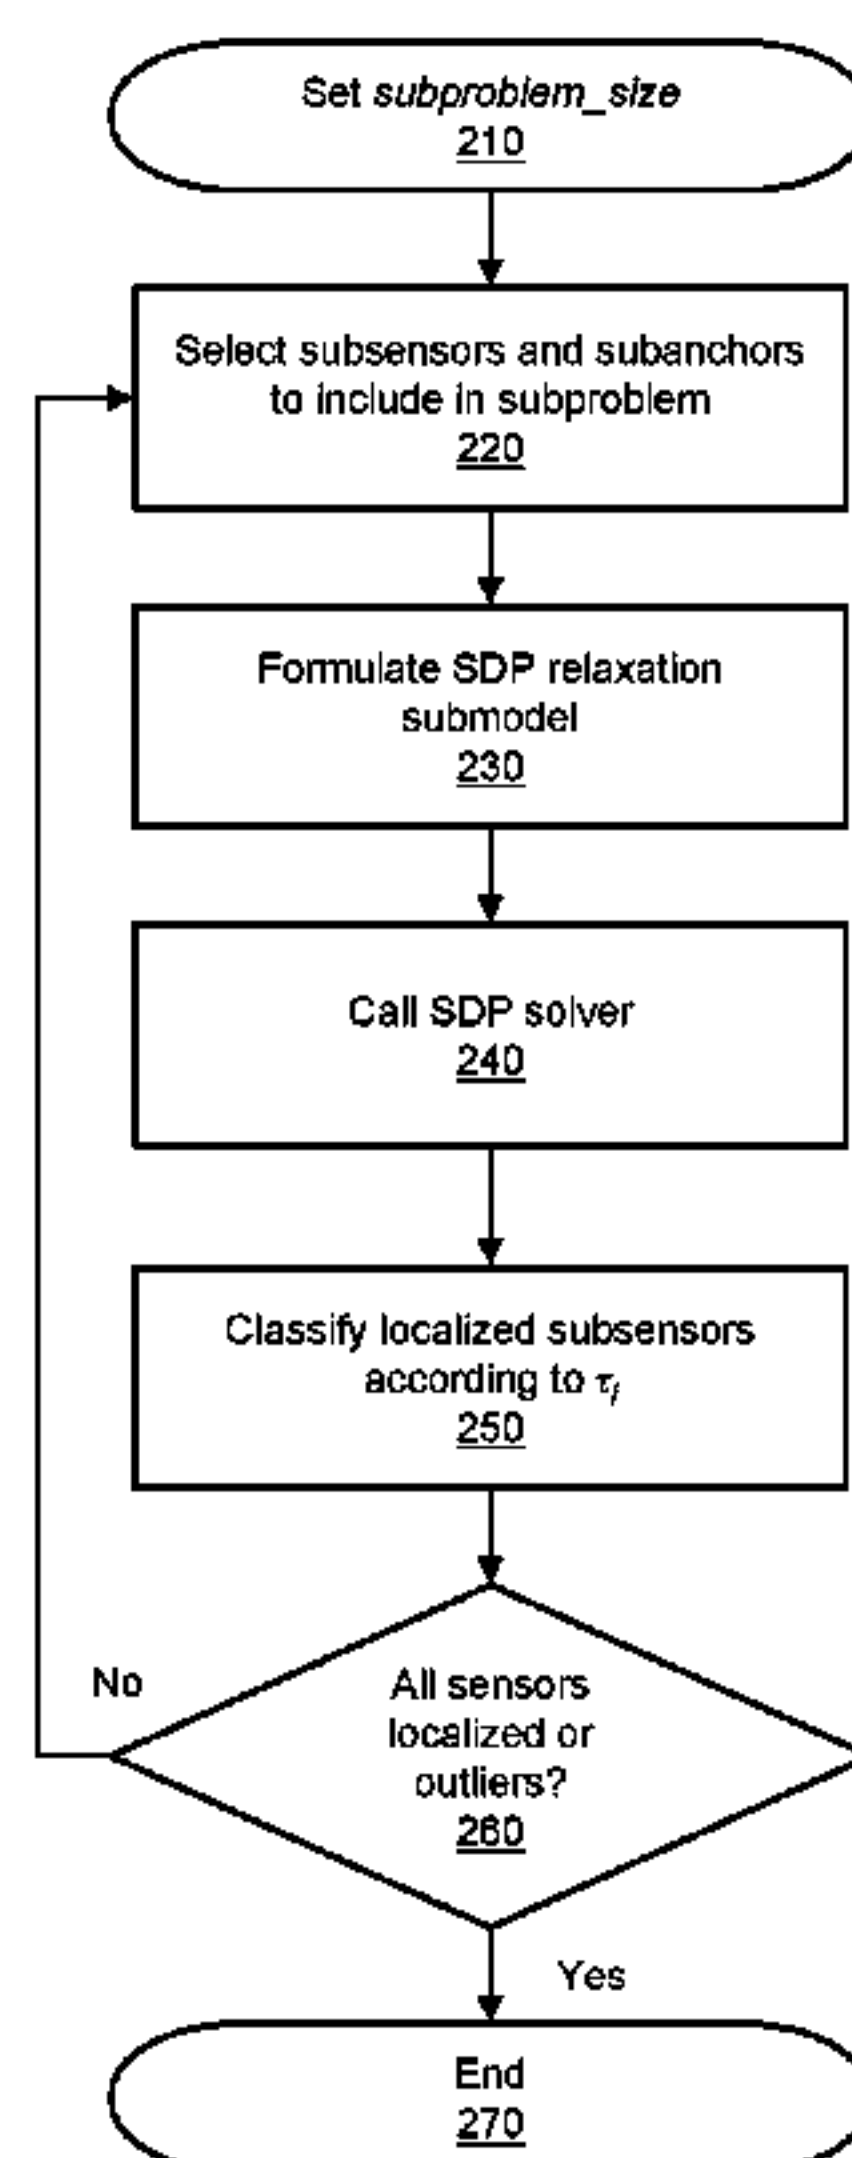 Set subproblem_size
210
Select subsensors and subanchors
to include in subproblem
220
Formulate SDP relaxation
submodel
230
Call SDP solver
240
Classify localized subsensors
according to τⱼ
250
No
All sensors
localized or
outliers?
260
Yes
End
270